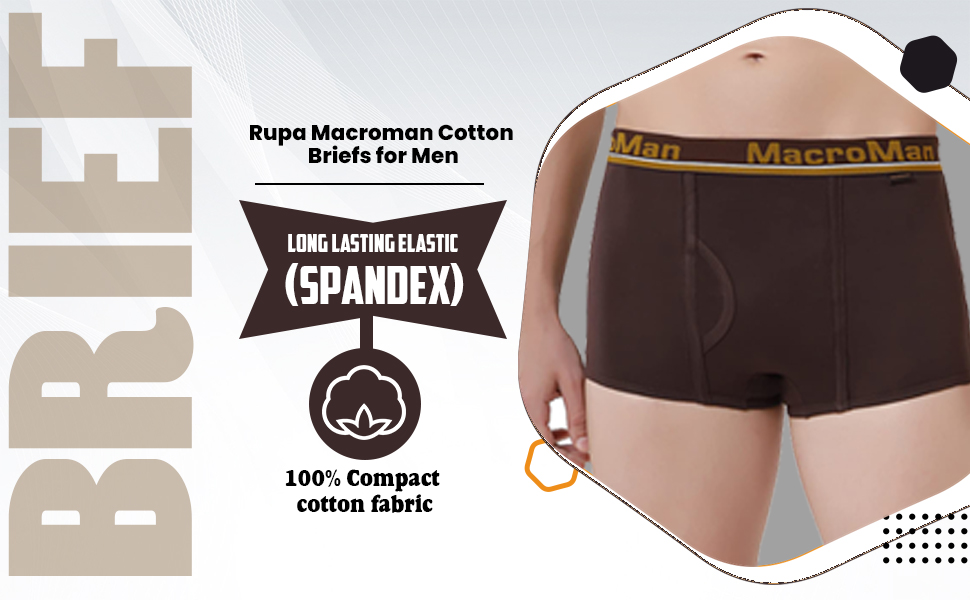 BRIEF
Rupa Macroman Cotton
Briefs for Men
LONG LASTING ELASTIC
(SPANDEX)
100% Compact
cotton fabric
oMan MacroMan